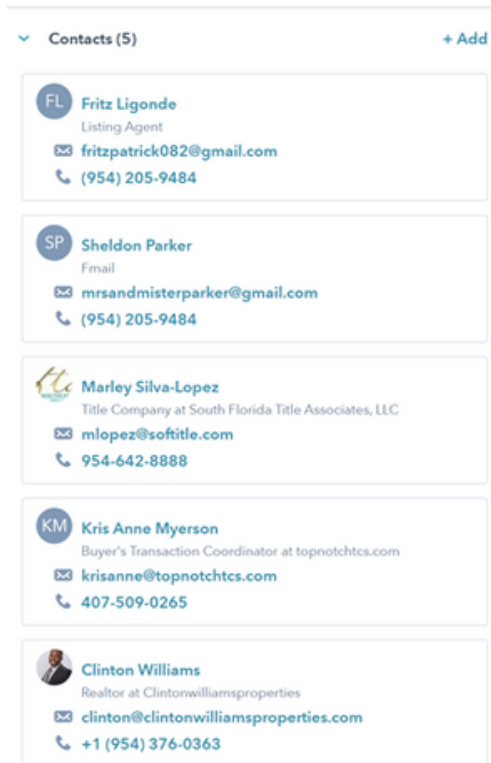 Contacts (5)
+ Add
FL
Fritz Ligonde
Listing Agent
fritzpatrick082@gmail.com
(954) 205-9484
SP
Sheldon Parker
Fmail
mrsandmisterparker@gmail.com
(954) 205-9484
Marley Silva-Lopez
Title Company at South Florida Title Associates, LLC
mlopez@softitle.com
954-642-8888
KM
Kris Anne Myerson
Buyer's Transaction Coordinator at topnotchtcs.com
krisanne@topnotchtcs.com
407-509-0265
Clinton Williams
Realtor at Clintonwilliamsproperties
clinton@clintonwilliamsproperties.com
+1 (954) 376-0363